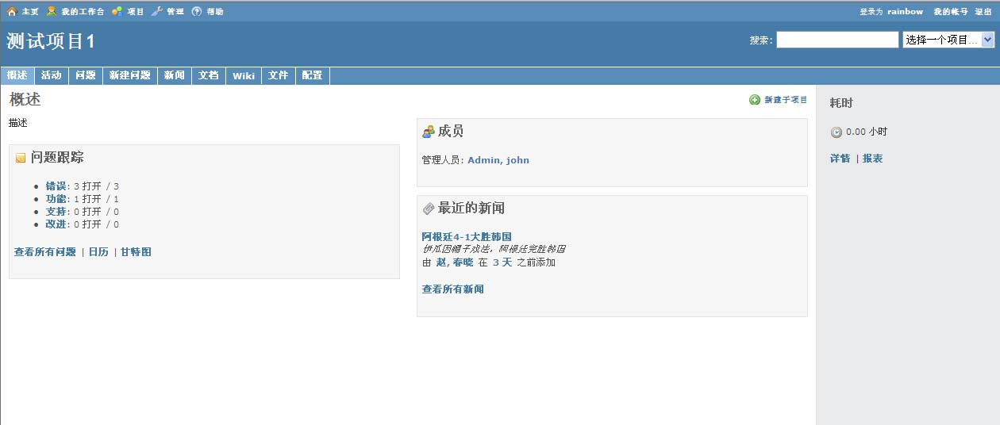 主页 我的工作台 项目 管理 帮助 登录为 rainbow 我的帐号 退出
测试项目1 搜索: 选择一个项目...
概述 活动 问题 新建问题 新闻 文档 Wiki 文件 配置
概述 新建子项目
描述
问题跟踪
错误: 3 打开 / 3
功能: 1 打开 / 1
支持: 0 打开 / 0
改进: 0 打开 / 0
查看所有问题 | 日历 | 甘特图
成员
管理人员: Admin, john
最近的新闻
阿根廷4-1大胜韩国
伊瓜因帽子戏法，阿根廷完胜韩国
由 赵, 春晓 在 3 天 之前添加
查看所有新闻
耗时
0.00 小时
详情 | 报表